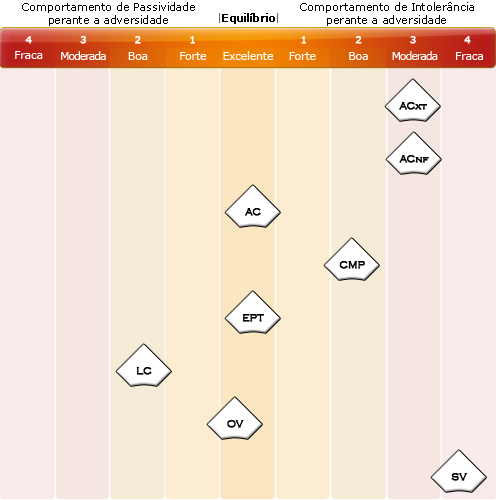 Comportamento de Passividade
perante a adversidade
|Equilíbrio|
Comportamento de Intolerância
perante a adversidade
4 3 2 1 1 2 3 4
Fraca Moderada Boa Forte Excelente Forte Boa Moderada Fraca
ACXT
ACNF
AC
CMP
EPT
LC
OV
SV